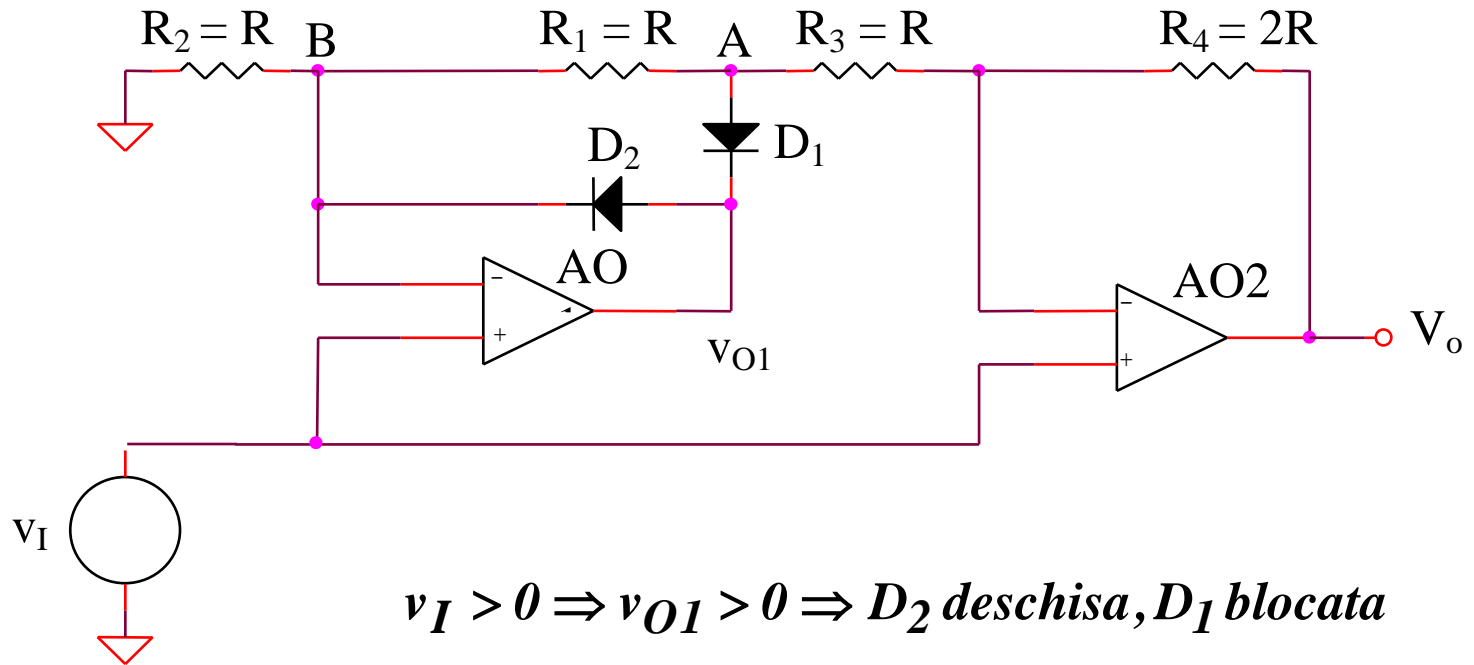 R2 = R B R1 = R A R3 = R R4 = 2R
D2 D1
AO AO2
− −
+ +
vO1 Vo
vI
vI > 0 ⇒ vO1 > 0 ⇒ D2 deschisa, D1 blocata